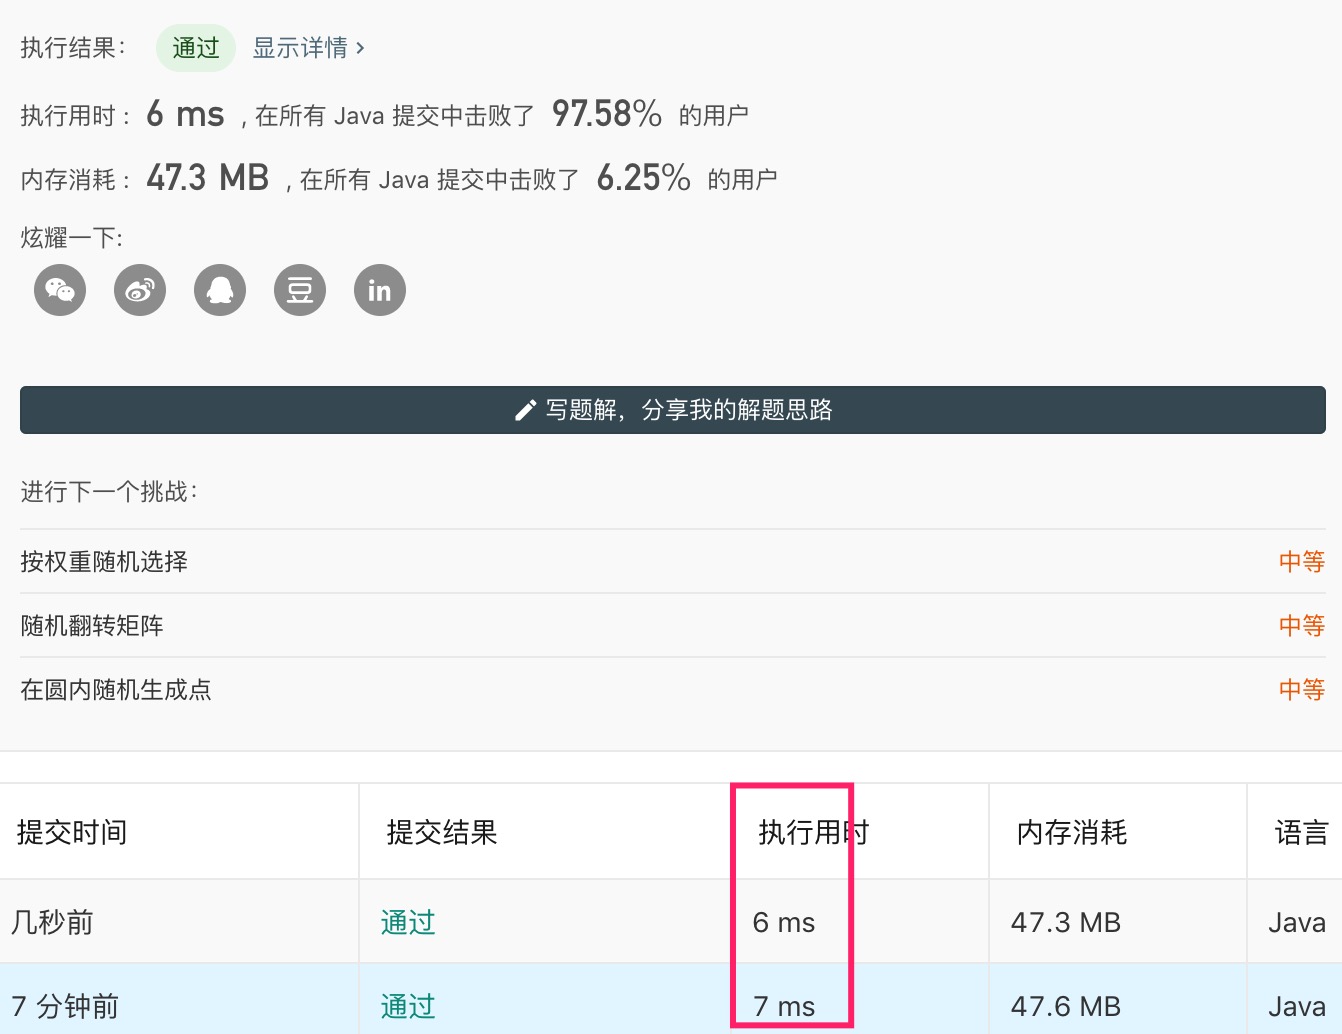 执行结果： 通过 显示详情 ›
执行用时： 6 ms , 在所有 Java 提交中击败了 97.58% 的用户
内存消耗： 47.3 MB , 在所有 Java 提交中击败了 6.25% 的用户
炫耀一下:
豆 in
写题解，分享我的解题思路
进行下一个挑战：
按权重随机选择 中等
随机翻转矩阵 中等
在圆内随机生成点 中等
提交时间 提交结果 执行用时 内存消耗 语言
几秒前 通过 6 ms 47.3 MB Java
7 分钟前 通过 7 ms 47.6 MB Java